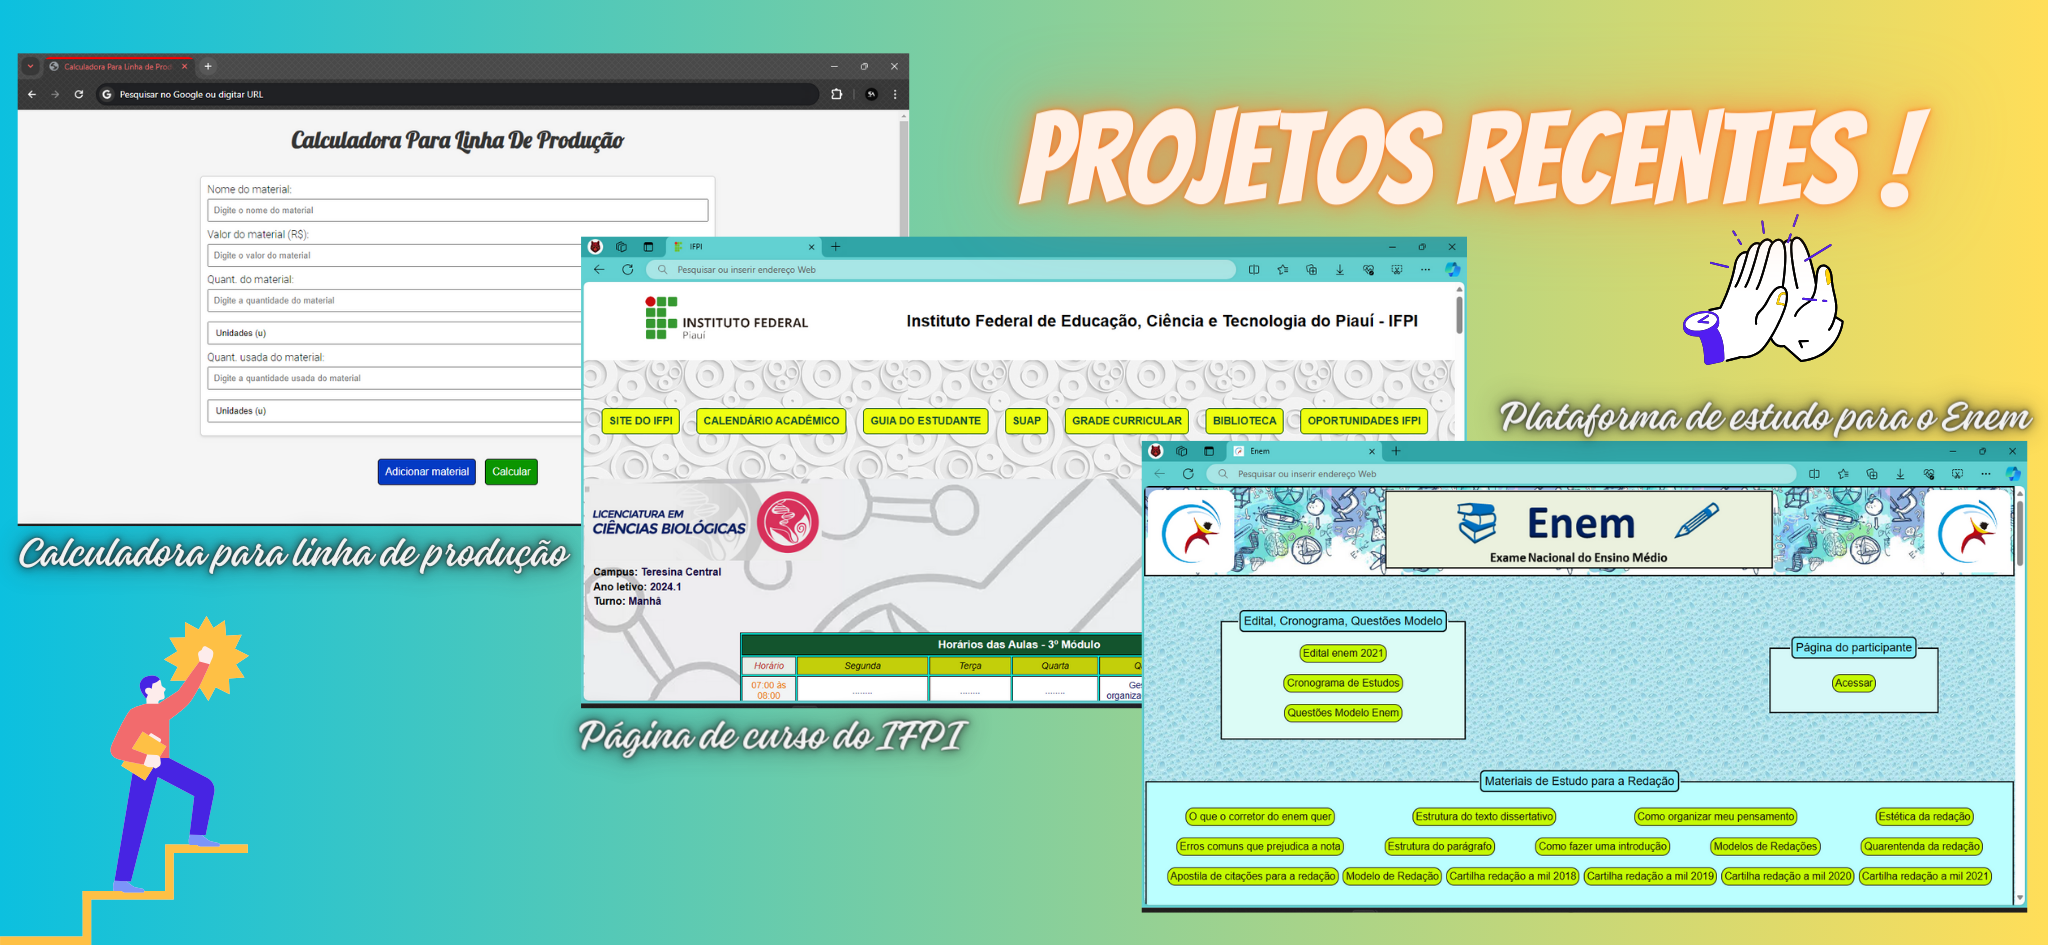 PROJETOS RECENTES !
Calculadora Para Linha de Prod
Pesquisar no Google ou digitar URL
Calculadora Para Linha De Produção
Nome do material:
Digite o nome do material
Valor do material (R$):
Digite o valor do material
Quant. do material:
Digite a quantidade do material
Unidades (u)
Quant. usada do material:
Digite a quantidade usada do material
Unidades (u)
Adicionar material Calcular
Calculadora para linha de produção
IFPI
Pesquisar ou inserir endereço Web
INSTITUTO FEDERAL
Piauí
Instituto Federal de Educação, Ciência e Tecnologia do Piauí - IFPI
SITE DO IFPI CALENDÁRIO ACADÊMICO GUIA DO ESTUDANTE SUAP GRADE CURRICULAR BIBLIOTECA OPORTUNIDADES IFPI
LICENCIATURA EM
CIÊNCIAS BIOLÓGICAS
Campus: Teresina Central
Ano letivo: 2024.1
Turno: Manhã
Horários das Aulas - 3º Módulo
Horário Segunda Terça Quarta
07:00 às
08:00
........ ........ ........
Página de curso do IFPI
Plataforma de estudo para o Enem
Enem
Pesquisar ou inserir endereço Web
Enem
Exame Nacional do Ensino Médio
Edital, Cronograma, Questões Modelo
Edital enem 2021
Cronograma de Estudos
Questões Modelo Enem
Página do participante
Acessar
Materiais de Estudo para a Redação
O que o corretor do enem quer Estrutura do texto dissertativo Como organizar meu pensamento Estética da redação
Erros comuns que prejudica a nota Estrutura do parágrafo Como fazer uma introdução Modelos de Redações Quarentenda da redação
Apostila de citações para a redação Modelo de Redação Cartilha redação a mil 2018 Cartilha redação a mil 2019 Cartilha redação a mil 2020 Cartilha redação a mil 2021